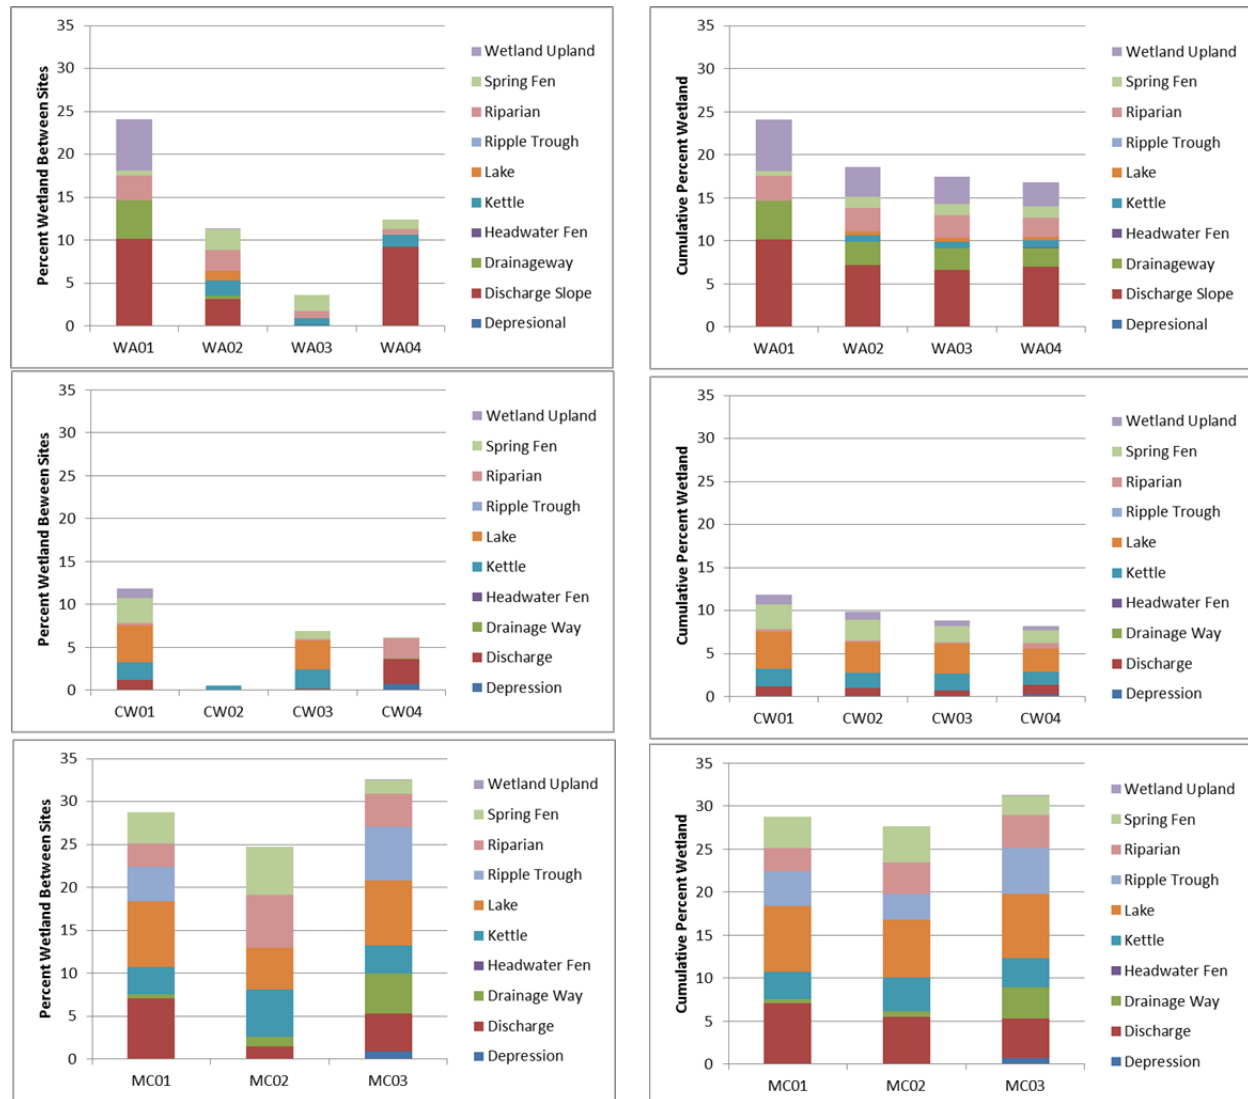 Percent Wetland Between Sites
35
30
25
20
15
10
5
0
WA01 WA02 WA03 WA04
Wetland Upland
Spring Fen
Riparian
Ripple Trough
Lake
Kettle
Headwater Fen
Drainageway
Discharge Slope
Depresional
Cumulative Percent Wetland
35
30
25
20
15
10
5
0
WA01 WA02 WA03 WA04
Wetland Upland
Spring Fen
Riparian
Ripple Trough
Lake
Kettle
Headwater Fen
Drainageway
Discharge Slope
Depresional
Percent Wetland Beween Sites
35
30
25
20
15
10
5
0
CW01 CW02 CW03 CW04
Wetland Upland
Spring Fen
Riparian
Ripple Trough
Lake
Kettle
Headwater Fen
Drainage Way
Discharge
Depression
Cumulative Percent Wetland
35
30
25
20
15
10
5
0
CW01 CW02 CW03 CW04
Wetland Upland
Spring Fen
Riparian
Ripple Trough
Lake
Kettle
Headwater Fen
Drainage Way
Discharge
Depression
Percent Wetland Between Sites
35
30
25
20
15
10
5
0
MC01 MC02 MC03
Wetland Upland
Spring Fen
Riparian
Ripple Trough
Lake
Kettle
Headwater Fen
Drainage Way
Discharge
Depression
Cumulative Percent Wetland
35
30
25
20
15
10
5
0
MC01 MC02 MC03
Wetland Upland
Spring Fen
Riparian
Ripple Trough
Lake
Kettle
Headwater Fen
Drainage Way
Discharge
Depression